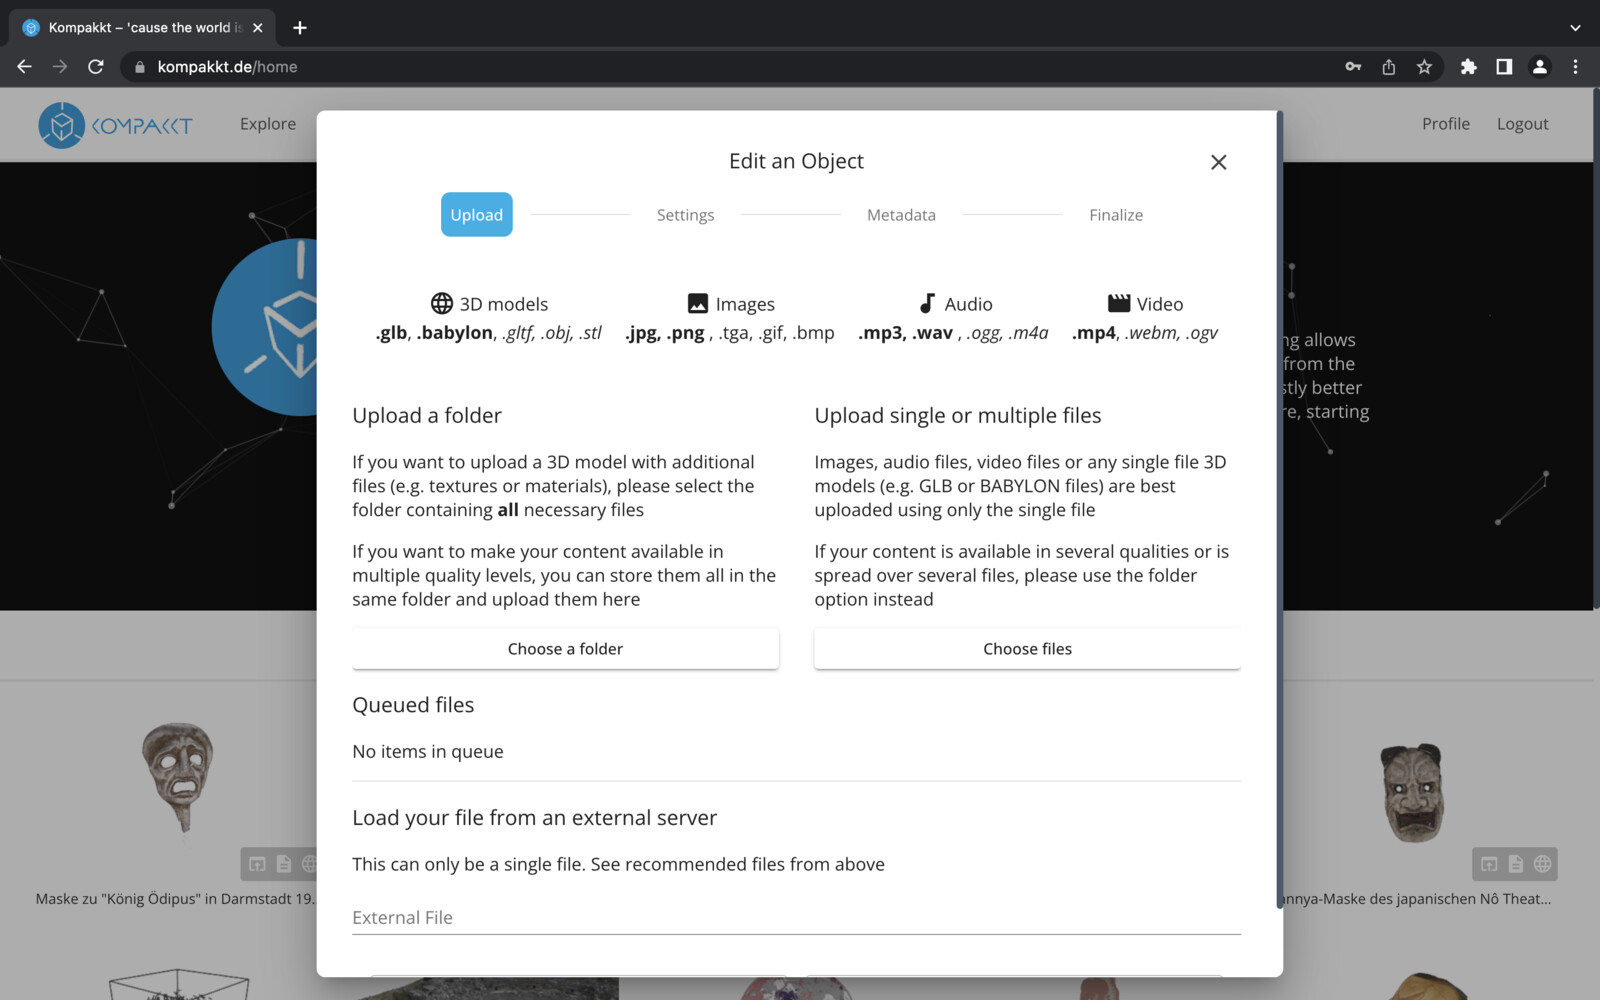 Kompakkt – 'cause the world is
kompakkt.de/home
KOMPAKKT
Explore
Profile
Logout
Edit an Object
Upload
Settings
Metadata
Finalize
3D models
.glb, .babylon, .gltf, .obj, .stl
Images
.jpg, .png , .tga, .gif, .bmp
Audio
.mp3, .wav , .ogg, .m4a
Video
.mp4, .webm, .ogv
Upload a folder
If you want to upload a 3D model with additional
files (e.g. textures or materials), please select the
folder containing all necessary files
If you want to make your content available in
multiple quality levels, you can store them all in the
same folder and upload them here
Choose a folder
Upload single or multiple files
Images, audio files, video files or any single file 3D
models (e.g. GLB or BABYLON files) are best
uploaded using only the single file
If your content is available in several qualities or is
spread over several files, please use the folder
option instead
Choose files
Queued files
No items in queue
Load your file from an external server
This can only be a single file. See recommended files from above
External File
allows
from the
better
starting
Maske zu "König Ödipus" in Darmstadt 19...
des japanischen Nô Theat...